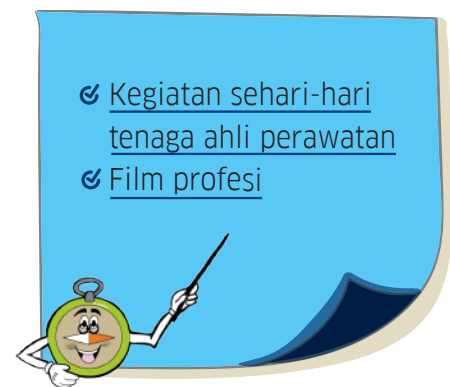 Kegiatan sehari-hari
tenaga ahli perawatan
Film profesi